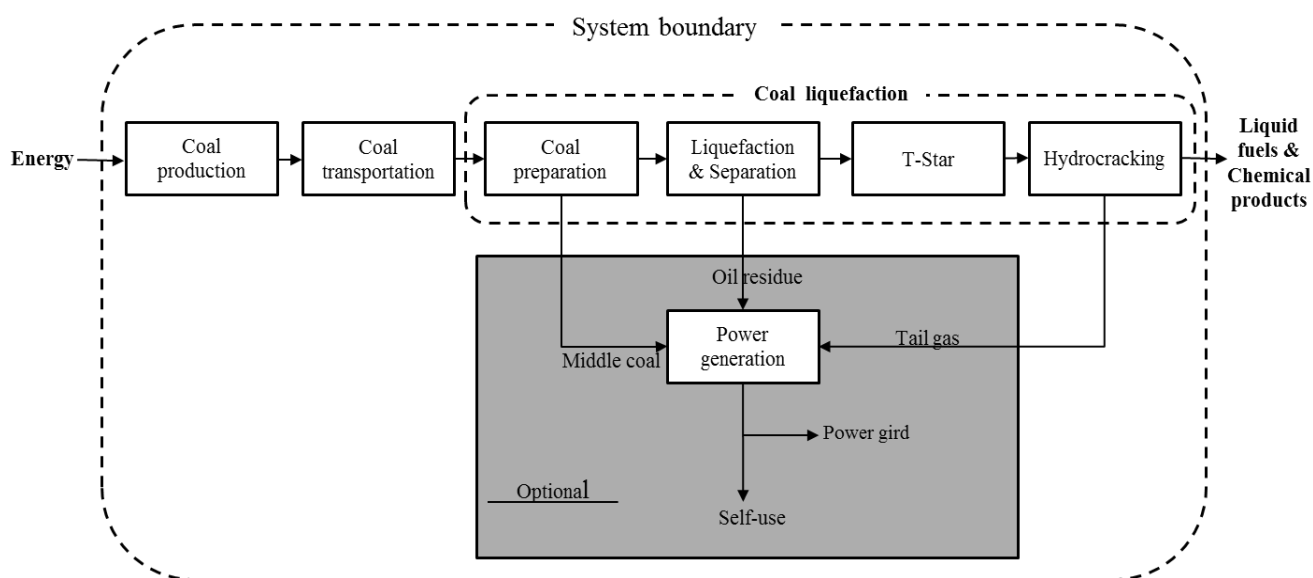 System boundary
Coal liquefaction
Energy
Coal
production
Coal
transportation
Coal
preparation
Liquefaction
& Separation
T-Star
Hydrocracking
Liquid
fuels &
Chemical
products
Oil residue
Power
generation
Middle coal
Tail gas
Power gird
Optional
Self-use